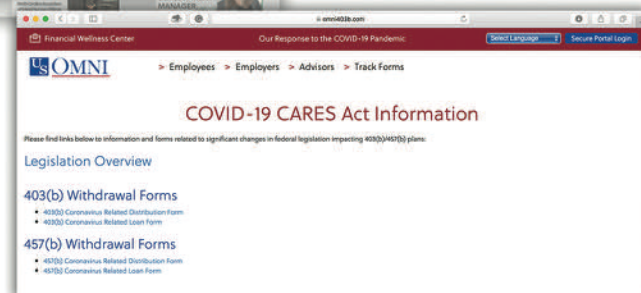 MANAGER
omni403b.com
Financial Wellness Center
Our Response to the COVID-19 Pandemic
Select Language
Secure Portal Login
US OMNI
> Employees > Employers > Advisors > Track Forms
COVID-19 CARES Act Information
Please find links below to information and forms related to significant changes in federal legislation impacting 403(b)/457(b) plans:
Legislation Overview
403(b) Withdrawal Forms
• 403(b) Coronavirus Related Distribution Form
• 403(b) Coronavirus Related Loan Form
457(b) Withdrawal Forms
• 457(b) Coronavirus Related Distribution Form
• 457(b) Coronavirus Related Loan Form